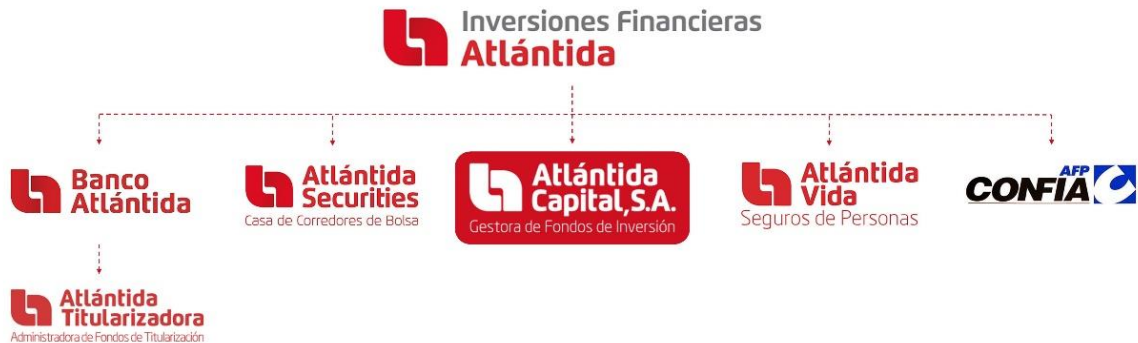 Inversiones Financieras
Atlántida
Banco
Atlántida
Atlántida
Securities
Casa de Corredores de Bolsa
Atlántida
Capital, S.A.
Gestora de Fondos de Inversión
Atlántida
Vida
Seguros de Personas
AFP
CONFÍA
Atlántida
Titularizadora
Administradora de Fondos de Titularización